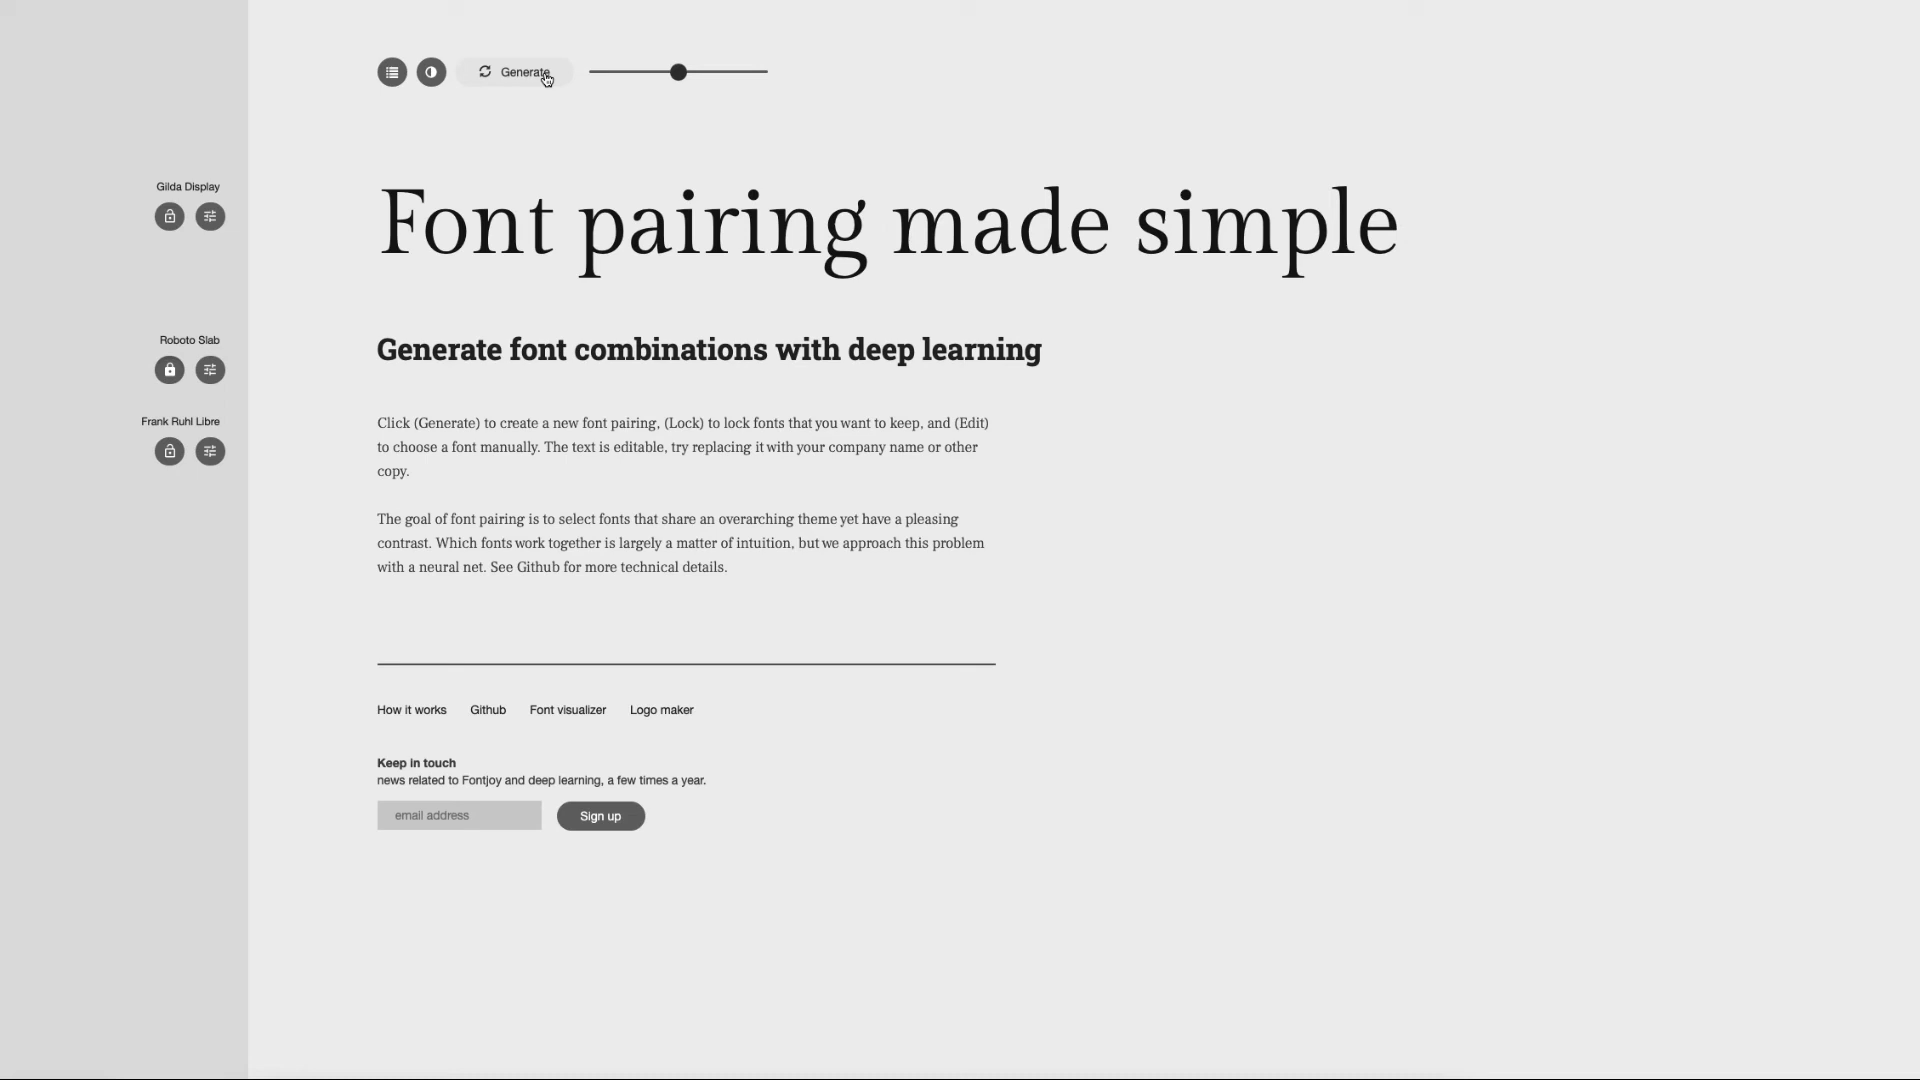 Generate
Gilda Display
Font pairing made simple
Roboto Slab
Generate font combinations with deep learning
Frank Ruhl Libre
Click (Generate) to create a new font pairing, (Lock) to lock fonts that you want to keep, and (Edit)
to choose a font manually. The text is editable, try replacing it with your company name or other
copy.
The goal of font pairing is to select fonts that share an overarching theme yet have a pleasing
contrast. Which fonts work together is largely a matter of intuition, but we approach this problem
with a neural net. See Github for more technical details.
How it works Github Font visualizer Logo maker
Keep in touch
news related to Fontjoy and deep learning, a few times a year.
email address Sign up